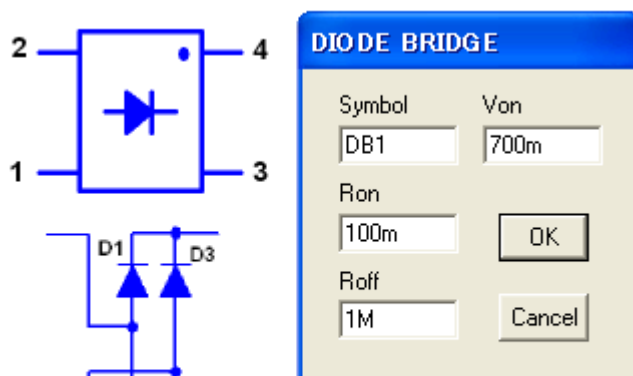 2
4
1
3
D1
D3
DIODE BRIDGE
Symbol
Von
DB1
700m
Ron
100m
OK
Roff
1M
Cancel